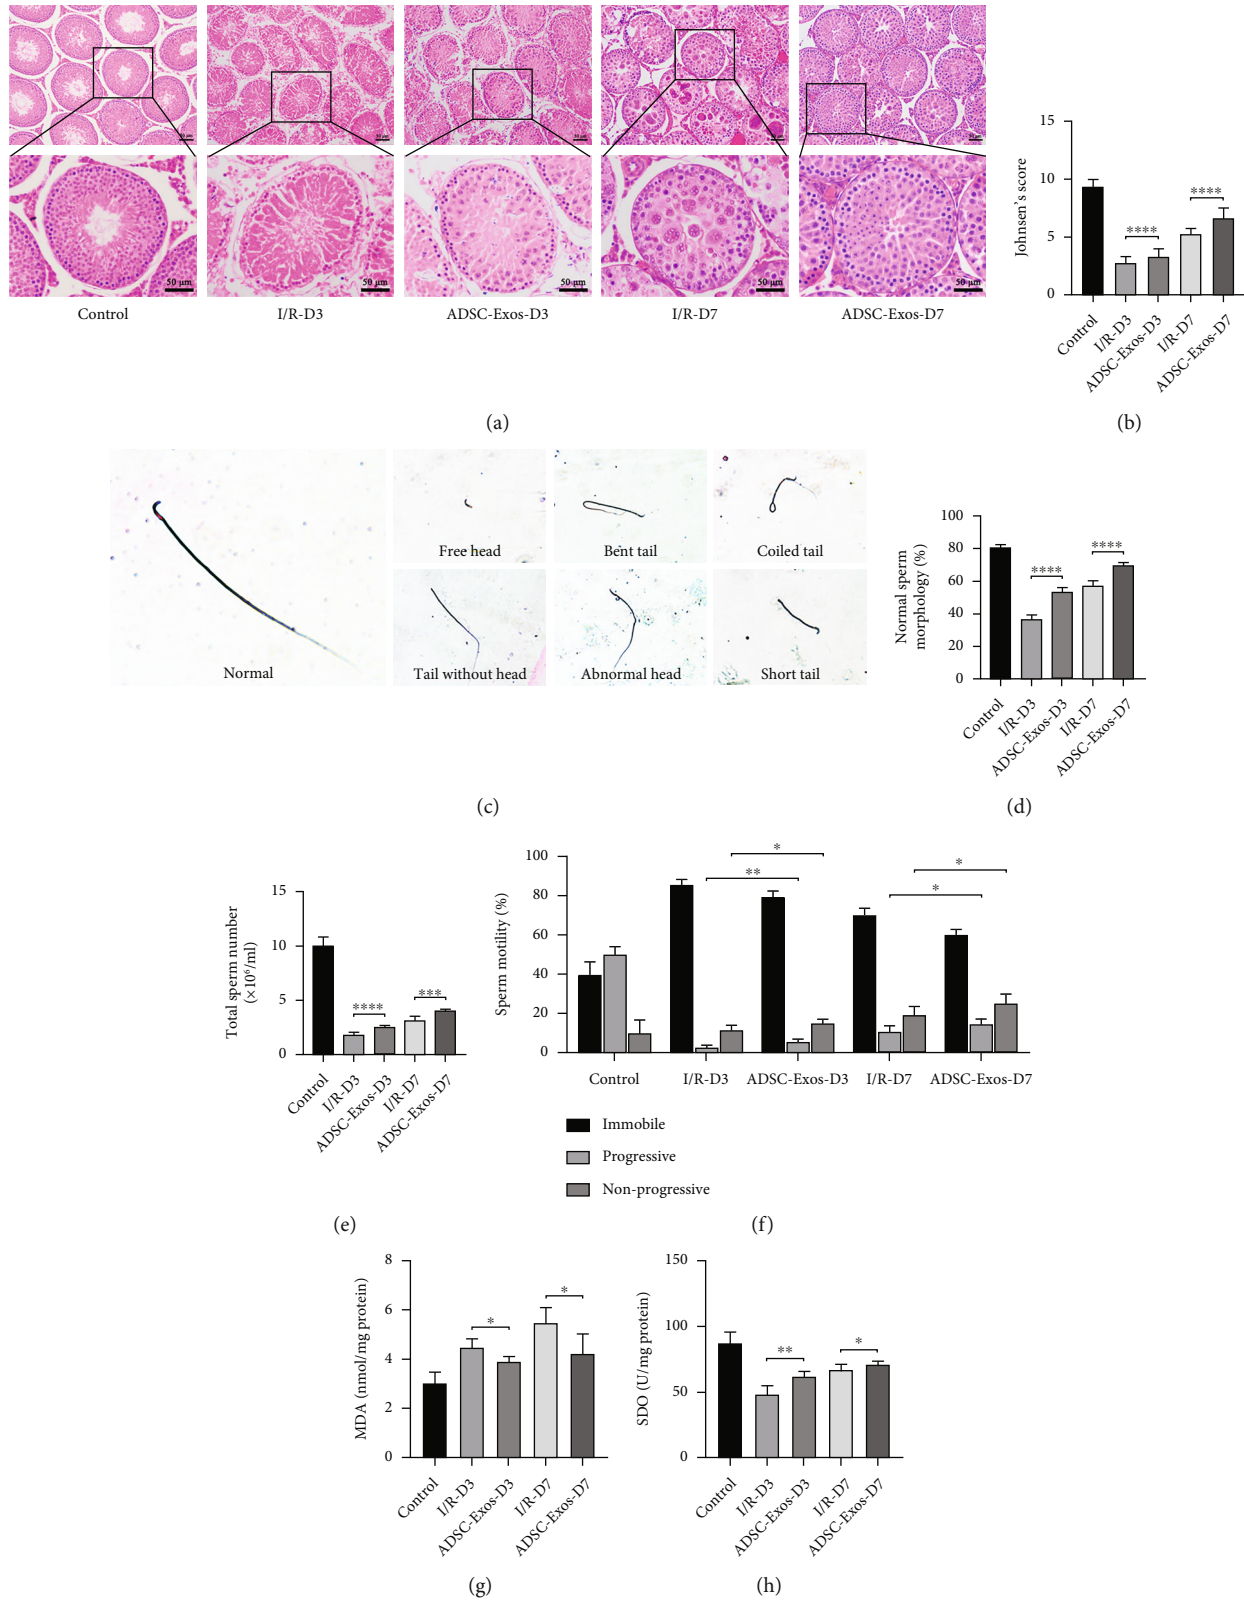 50 μm
50 μm
50 μm
50 μm
50 μm
Control
I/R-D3
ADSC-Exos-D3
I/R-D7
ADSC-Exos-D7
(a)
Johnsen's score
15
10
5
0
****
****
Control
I/R-D3
ADSC-Exos-D3
I/R-D7
ADSC-Exos-D7
(b)
Normal
Free head
Bent tail
Coiled tail
Tail without head
Abnormal head
Short tail
(c)
Normal sperm
morphology (%)
100
80
60
40
20
0
****
****
Control
I/R-D3
ADSC-Exos-D3
I/R-D7
ADSC-Exos-D7
(d)
Total sperm number
(×10⁶/ml)
15
10
5
0
****
***
Control
I/R-D3
ADSC-Exos-D3
I/R-D7
ADSC-Exos-D7
(e)
Sperm motility (%)
100
80
60
40
20
0
**
*
*
*
Control
I/R-D3
ADSC-Exos-D3
I/R-D7
ADSC-Exos-D7
Immobile
Progressive
Non-progressive
(f)
MDA (nmol/mg protein)
8
6
4
2
0
*
*
Control
I/R-D3
ADSC-Exos-D3
I/R-D7
ADSC-Exos-D7
(g)
SDO (U/mg protein)
150
100
50
0
**
*
Control
I/R-D3
ADSC-Exos-D3
I/R-D7
ADSC-Exos-D7
(h)